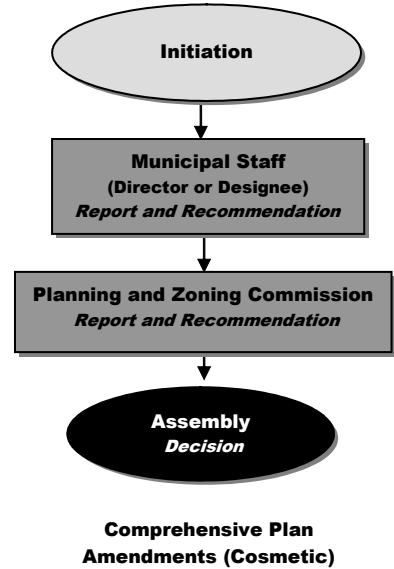 Initiation
Municipal Staff
(Director or Designee)
Report and Recommendation
Planning and Zoning Commission
Report and Recommendation
Assembly
Decision
Comprehensive Plan
Amendments (Cosmetic)